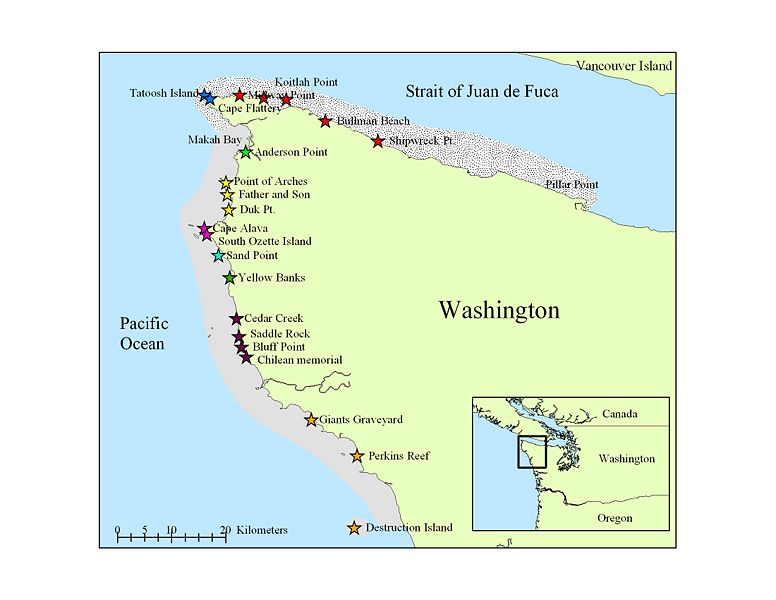 Vancouver Island
Koitlah Point
Tatoosh Island
Midway Point
Strait of Juan de Fuca
Cape Flattery
Bullman Beach
Makah Bay
Shipwreck Pt.
Anderson Point
Point of Arches
Pillar Point
Father and Son
Duk Pt.
Cape Alava
South Ozette Island
Sand Point
Yellow Banks
Washington
Cedar Creek
Pacific
Ocean
Saddle Rock
Bluff Point
Chilean memorial
Giants Graveyard
Canada
Perkins Reef
Washington
Oregon
Destruction Island
0 5 10 20 Kilometers